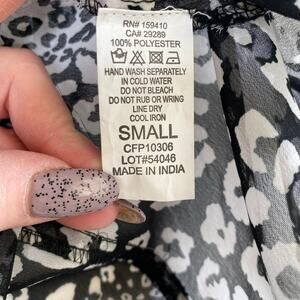 RN# 159410
CA# 29289
100% POLYESTER
HAND WASH SEPARATELY
IN COLD WATER
DO NOT BLEACH
DO NOT RUB OR WRING
LINE DRY
COOL IRON
SMALL
CFP10306
LOT#54046
MADE IN INDIA